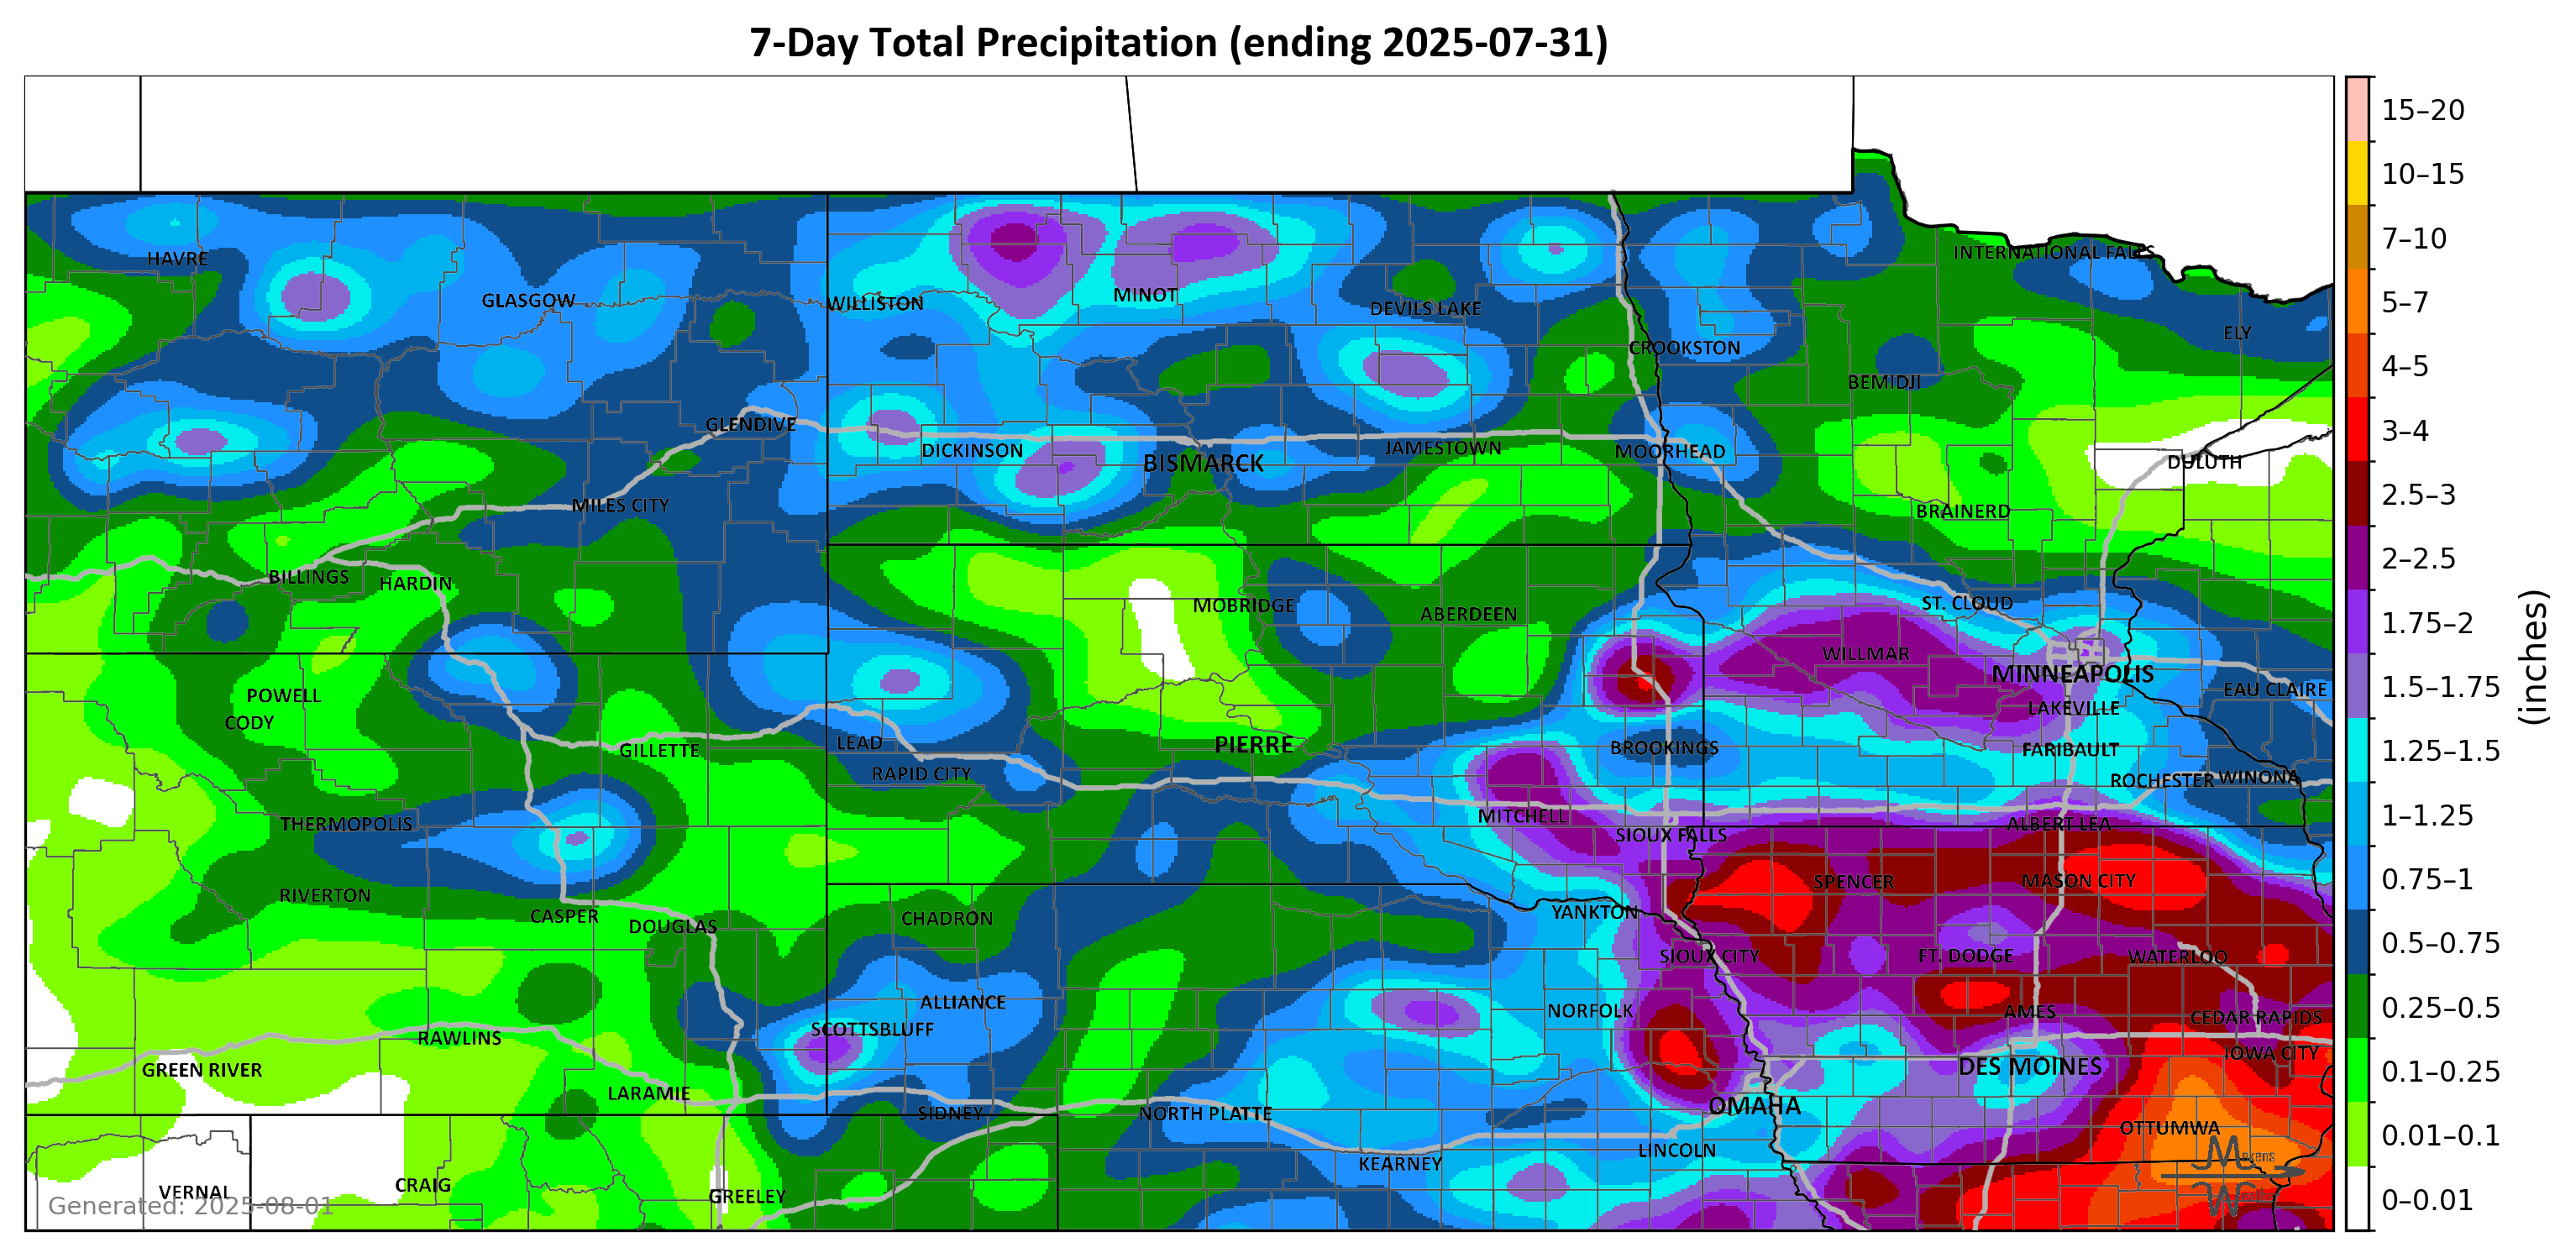 7-Day Total Precipitation (ending 2025-07-31)
15–20
10–15
7–10
5–7
4–5
3–4
2.5–3
2–2.5
1.75–2
1.5–1.75
1.25–1.5
1–1.25
0.75–1
0.5–0.75
0.25–0.5
0.1–0.25
0.01–0.1
0–0.01
(inches)
HAVRE
INTERNATIONAL FALLS
GLASGOW
WILLISTON
MINOT
DEVILS LAKE
ELY
CROOKSTON
BEMIDJI
GLENDIVE
DICKINSON
BISMARCK
JAMESTOWN
MOORHEAD
DULUTH
MILES CITY
BRAINERD
BILLINGS
HARDIN
MOBRIDGE
ABERDEEN
ST. CLOUD
WILLMAR
MINNEAPOLIS
POWELL
EAU CLAIRE
CODY
LAKEVILLE
GILLETTE
LEAD
PIERRE
BROOKINGS
FARIBAULT
RAPID CITY
ROCHESTER
WINONA
THERMOPOLIS
MITCHELL
SIOUX FALLS
ALBERT LEA
RIVERTON
SPENCER
MASON CITY
CASPER
DOUGLAS
CHADRON
YANKTON
SIOUX CITY
FT. DODGE
WATERLOO
ALLIANCE
NORFOLK
AMES
CEDAR RAPIDS
RAWLINS
SCOTTSBLUFF
IOWA CITY
GREEN RIVER
DES MOINES
LARAMIE
SIDNEY
NORTH PLATTE
OMAHA
OTTUMWA
KEARNEY
LINCOLN
VERNAL
CRAIG
GREELEY
Generated: 2025-08-01